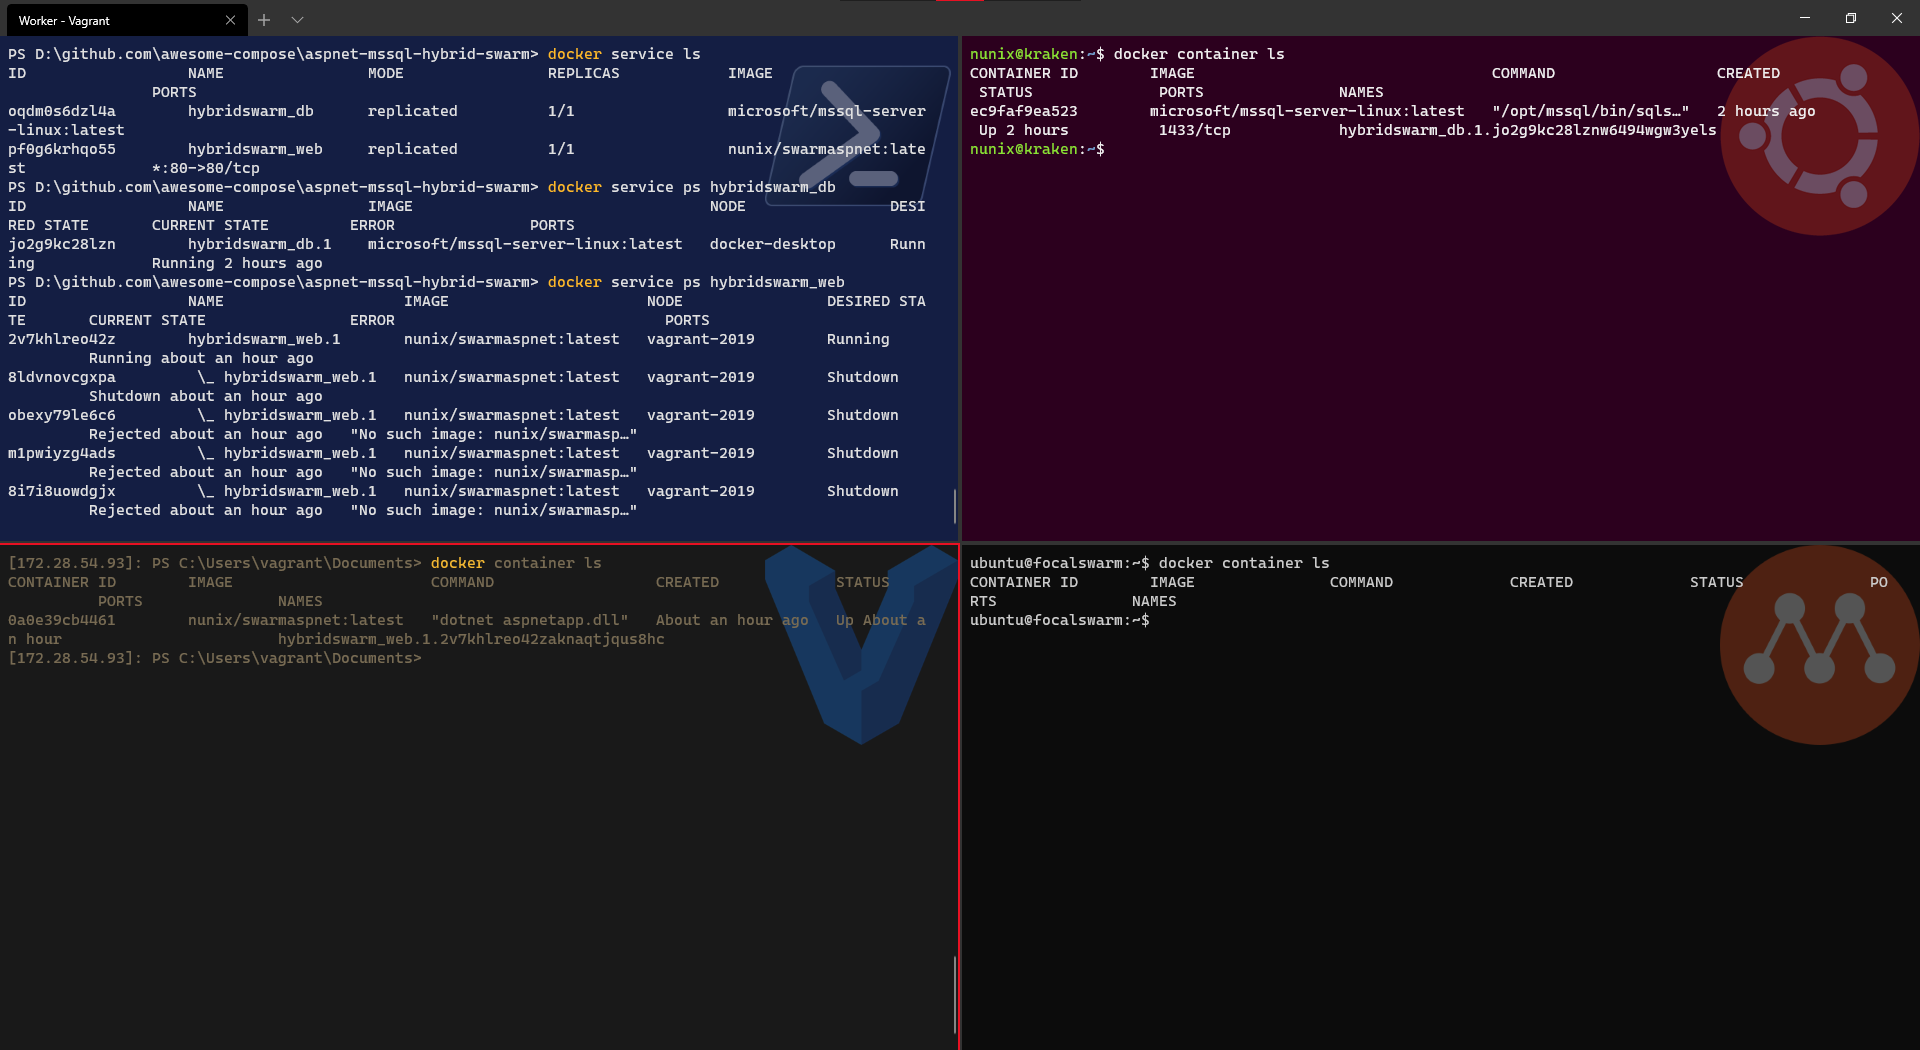 Worker - Vagrant
PS D:\github.com\awesome-compose\aspnet-mssql-hybrid-swarm> docker service ls
ID                  NAME                MODE                REPLICAS            IMAGE
                PORTS
oqdm0s6dzl4a        hybridswarm_db      replicated          1/1                 microsoft/mssql-server
-linux:latest
pf0g6krhqo55        hybridswarm_web     replicated          1/1                 nunix/swarmaspnet:late
st              *:80->80/tcp
PS D:\github.com\awesome-compose\aspnet-mssql-hybrid-swarm> docker service ps hybridswarm_db
ID                  NAME                IMAGE                                 NODE                DESI
RED STATE       CURRENT STATE         ERROR               PORTS
jo2g9kc28lzn        hybridswarm_db.1    microsoft/mssql-server-linux:latest   docker-desktop      Runn
ing             Running 2 hours ago
PS D:\github.com\awesome-compose\aspnet-mssql-hybrid-swarm> docker service ps hybridswarm_web
ID                  NAME                    IMAGE                      NODE                DESIRED STA
TE       CURRENT STATE                ERROR                              PORTS
2v7khlreo42z        hybridswarm_web.1       nunix/swarmaspnet:latest   vagrant-2019        Running
         Running about an hour ago
8ldvnovcgxpa         \_ hybridswarm_web.1   nunix/swarmaspnet:latest   vagrant-2019        Shutdown
         Shutdown about an hour ago
obexy79le6c6         \_ hybridswarm_web.1   nunix/swarmaspnet:latest   vagrant-2019        Shutdown
         Rejected about an hour ago   "No such image: nunix/swarmasp…"
m1pwiyzg4ads         \_ hybridswarm_web.1   nunix/swarmaspnet:latest   vagrant-2019        Shutdown
         Rejected about an hour ago   "No such image: nunix/swarmasp…"
8i7i8uowdgjx         \_ hybridswarm_web.1   nunix/swarmaspnet:latest   vagrant-2019        Shutdown
         Rejected about an hour ago   "No such image: nunix/swarmasp…"
nunix@kraken:~$ docker container ls
CONTAINER ID        IMAGE                                 COMMAND                  CREATED
 STATUS              PORTS               NAMES
ec9faf9ea523        microsoft/mssql-server-linux:latest   "/opt/mssql/bin/sqls…"   2 hours ago
 Up 2 hours          1433/tcp            hybridswarm_db.1.jo2g9kc28lznw6494wgw3yels
nunix@kraken:~$
[172.28.54.93]: PS C:\Users\vagrant\Documents> docker container ls
CONTAINER ID        IMAGE                      COMMAND                  CREATED             STATUS
          PORTS               NAMES
0a0e39cb4461        nunix/swarmaspnet:latest   "dotnet aspnetapp.dll"   About an hour ago   Up About a
n hour                        hybridswarm_web.1.2v7khlreo42zaknaqtjqus8hc
[172.28.54.93]: PS C:\Users\vagrant\Documents>
ubuntu@focalswarm:~$ docker container ls
CONTAINER ID        IMAGE               COMMAND             CREATED             STATUS              PO
RTS               NAMES
ubuntu@focalswarm:~$